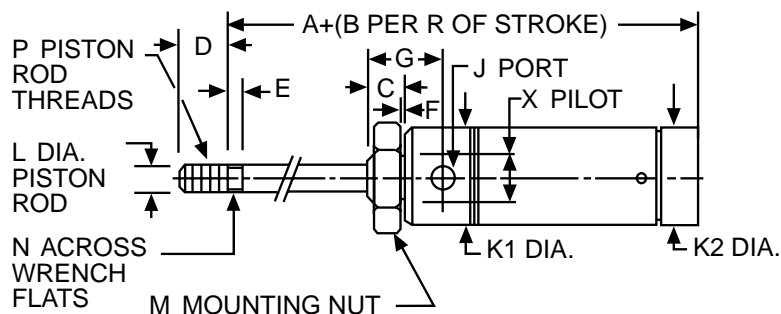 A+(B PER R OF STROKE)
P PISTON
ROD
THREADS
D
G
J PORT
C
E
F
X PILOT
L DIA.
PISTON
ROD
N ACROSS
WRENCH
FLATS
K1 DIA.
K2 DIA.
M MOUNTING NUT